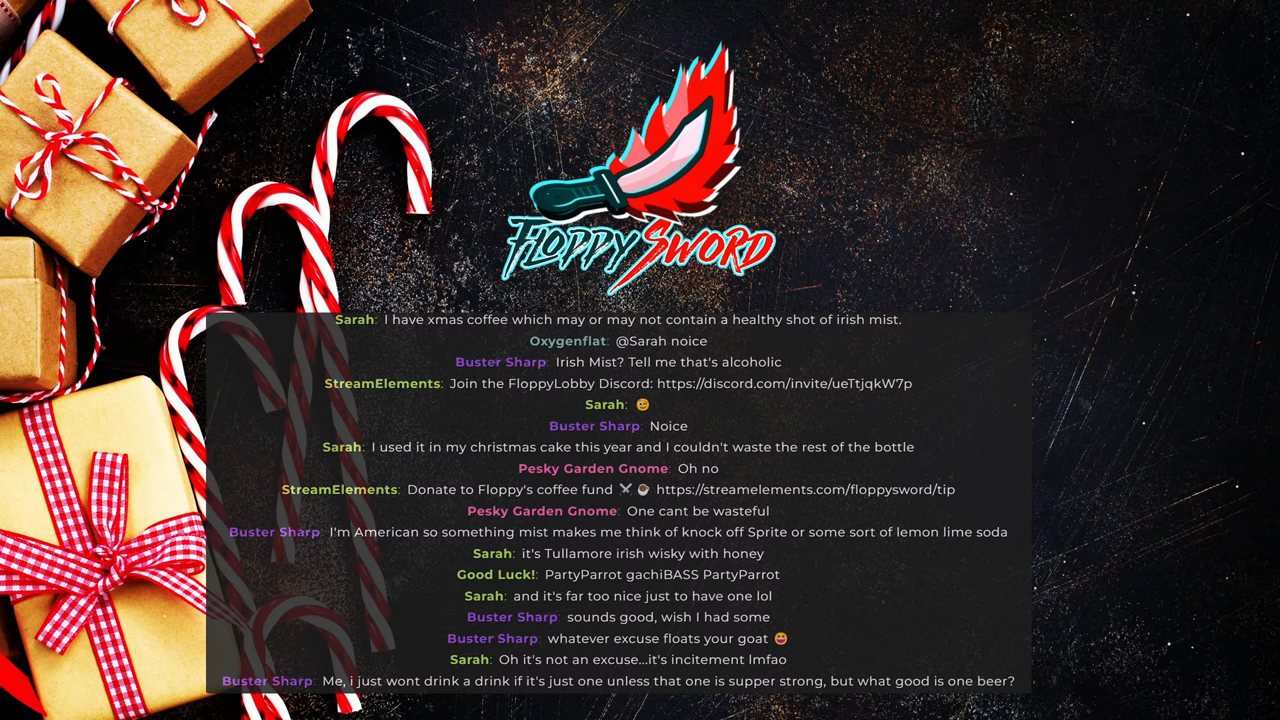 Floppy Sword
Sarah: I have xmas coffee which may or may not contain a healthy shot of irish mist.
Oxygenflat: @Sarah noice
Buster Sharp: Irish Mist? Tell me that's alcoholic
StreamElements: Join the FloppyLobby Discord: https://discord.com/invite/ueTtjqkW7p
Sarah: 😉
Buster Sharp: Noice
Sarah: I used it in my christmas cake this year and I couldn't waste the rest of the bottle
Pesky Garden Gnome: Oh no
StreamElements: Donate to Floppy's coffee fund ⚔ ☕ https://streamelements.com/floppysword/tip
Pesky Garden Gnome: One cant be wasteful
Buster Sharp: I'm American so something mist makes me think of knock off Sprite or some sort of lemon lime soda
Sarah: it's Tullamore irish wisky with honey
Good Luck!: PartyParrot gachiBASS PartyParrot
Sarah: and it's far too nice just to have one lol
Buster Sharp: sounds good, wish I had some
Buster Sharp: whatever excuse floats your goat 😆
Sarah: Oh it's not an excuse...it's incitement lmfao
Buster Sharp: Me, i just wont drink a drink if it's just one unless that one is supper strong, but what good is one beer?